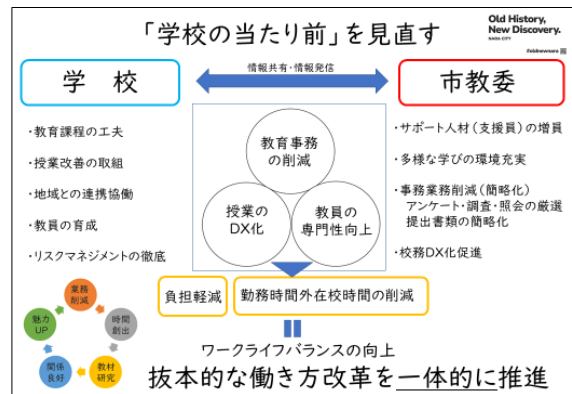 「学校の当たり前」を見直す
Old History,
New Discovery.
NARA CITY
学 校
情報共有・情報発信
市教委
・教育課程の工夫
・授業改善の取組
・地域との連携協働
・教員の育成
・リスクマネジメントの徹底
教育事務
の削減
授業の
DX化
教員の
専門性向上
・サポート人材(支援員)の増員
・多様な学びの環境充実
・事務業務削減(簡略化)
アンケート・調査・照会の厳選
提出書類の簡略化
・校務DX化促進
負担軽減
勤務時間外在校時間の削減
業務
削減
時間
創出
教材
研究
関係
良好
魅力
UP
ワークライフバランスの向上
抜本的な働き方改革を一体的に推進